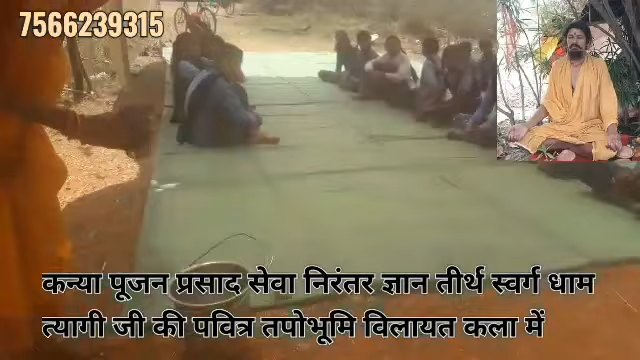 7566239315
कन्या पूजन प्रसाद सेवा निरंतर ज्ञान तीर्थ स्वर्ग धाम
त्यागी जी की पवित्र तपोभूमि विलायत कला में